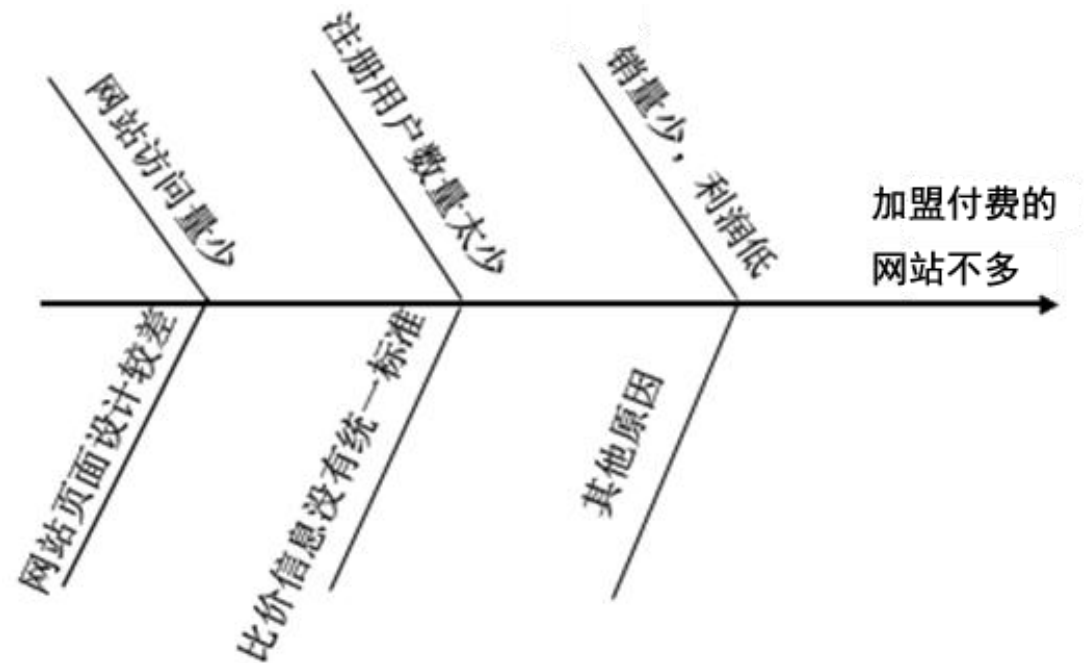 网站访问量少
注册用户数量太少
销量少，利润低
加盟付费的
网站不多
网站页面设计较差
比价信息没有统一标准
其他原因